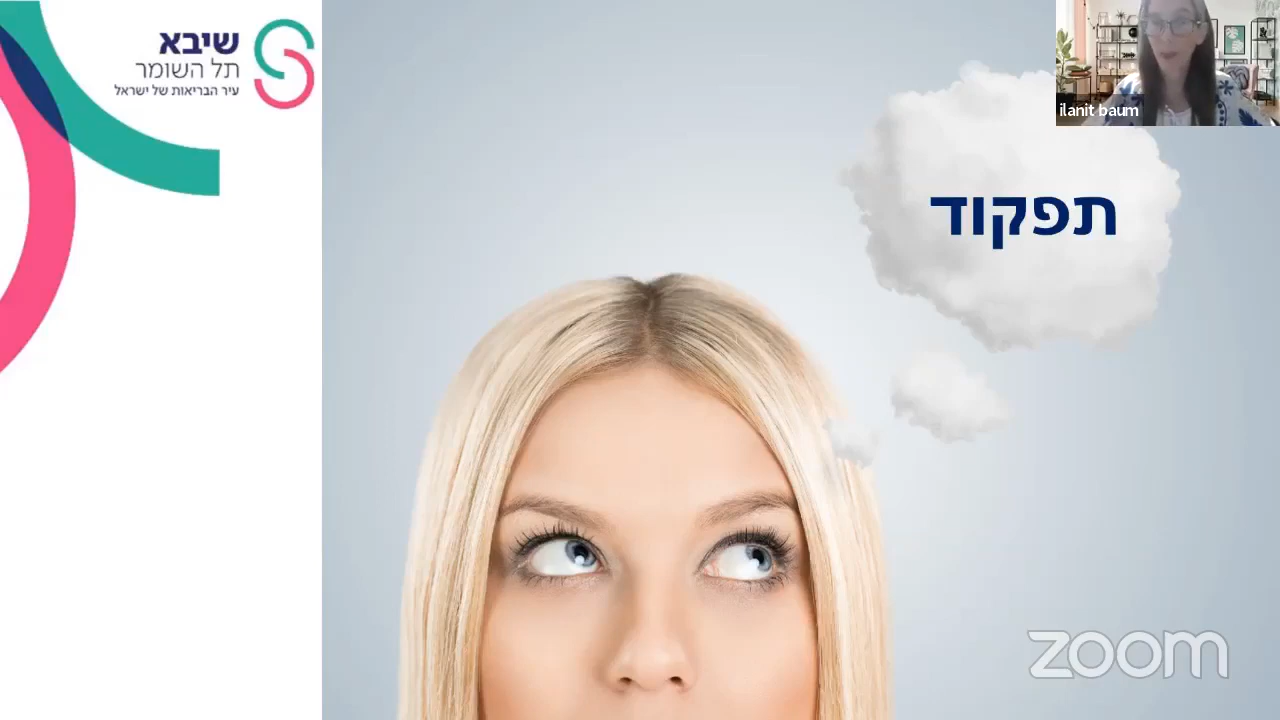 שיבא
תל השומר
עיר הבריאות של ישראל
ilanit baum
תפקוד
zoom